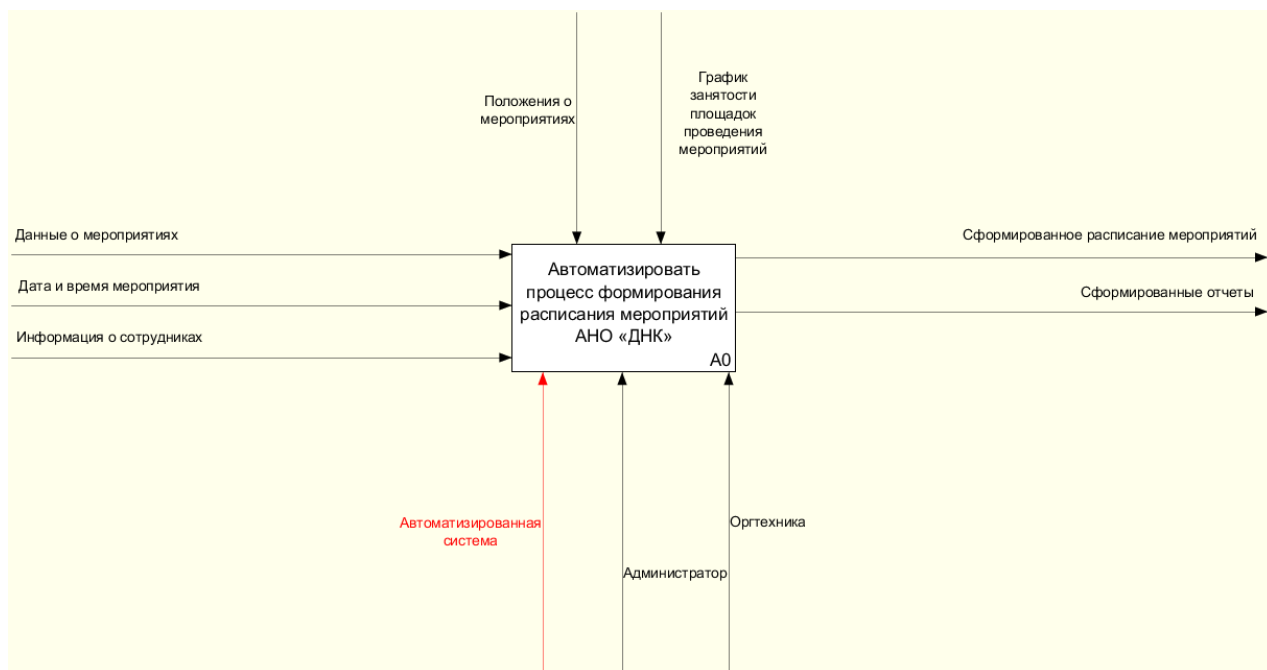 График
занятости
площадок
проведения
мероприятий
Положения о
мероприятиях
Данные о мероприятиях
Дата и время мероприятия
Информация о сотрудниках
Автоматизировать
процесс формирования
расписания мероприятий
АНО «ДНК»
A0
Сформированное расписание мероприятий
Сформированные отчеты
Автоматизированная
система
Администратор
Оргтехника